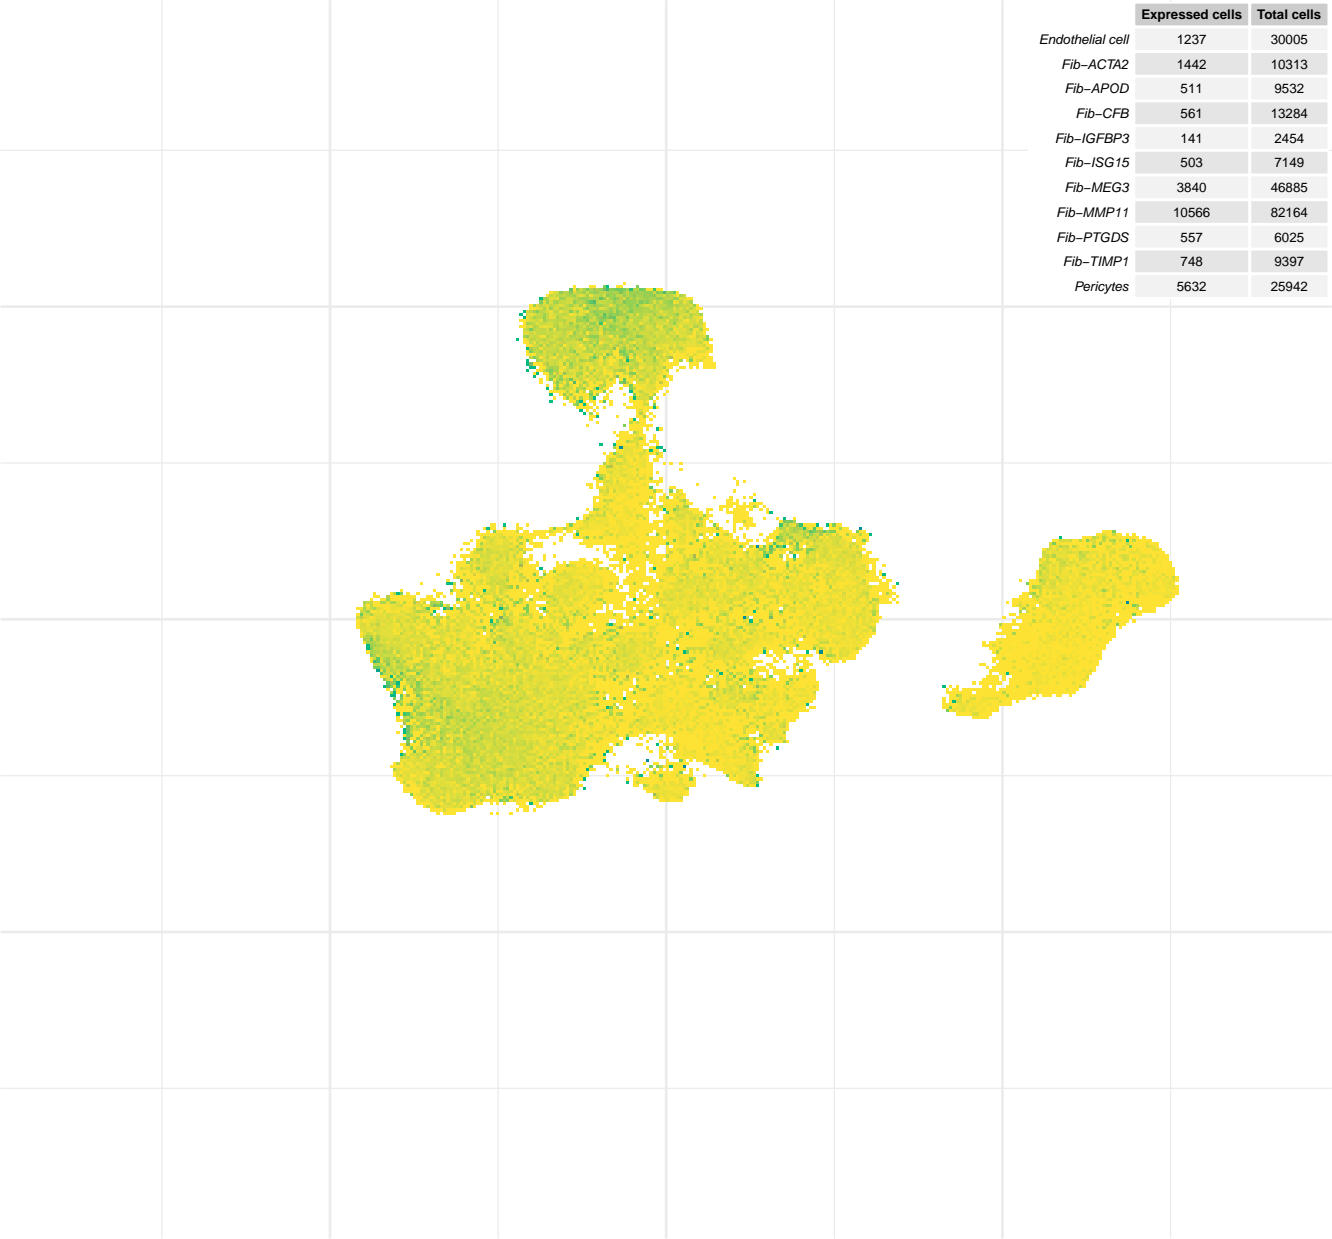 Expressed cells Total cells
Endothelial cell 1237 30005
Fib−ACTA2 1442 10313
Fib−APOD 511 9532
Fib−CFB 561 13284
Fib−IGFBP3 141 2454
Fib−ISG15 503 7149
Fib−MEG3 3840 46885
Fib−MMP11 10566 82164
Fib−PTGDS 557 6025
Fib−TIMP1 748 9397
Pericytes 5632 25942